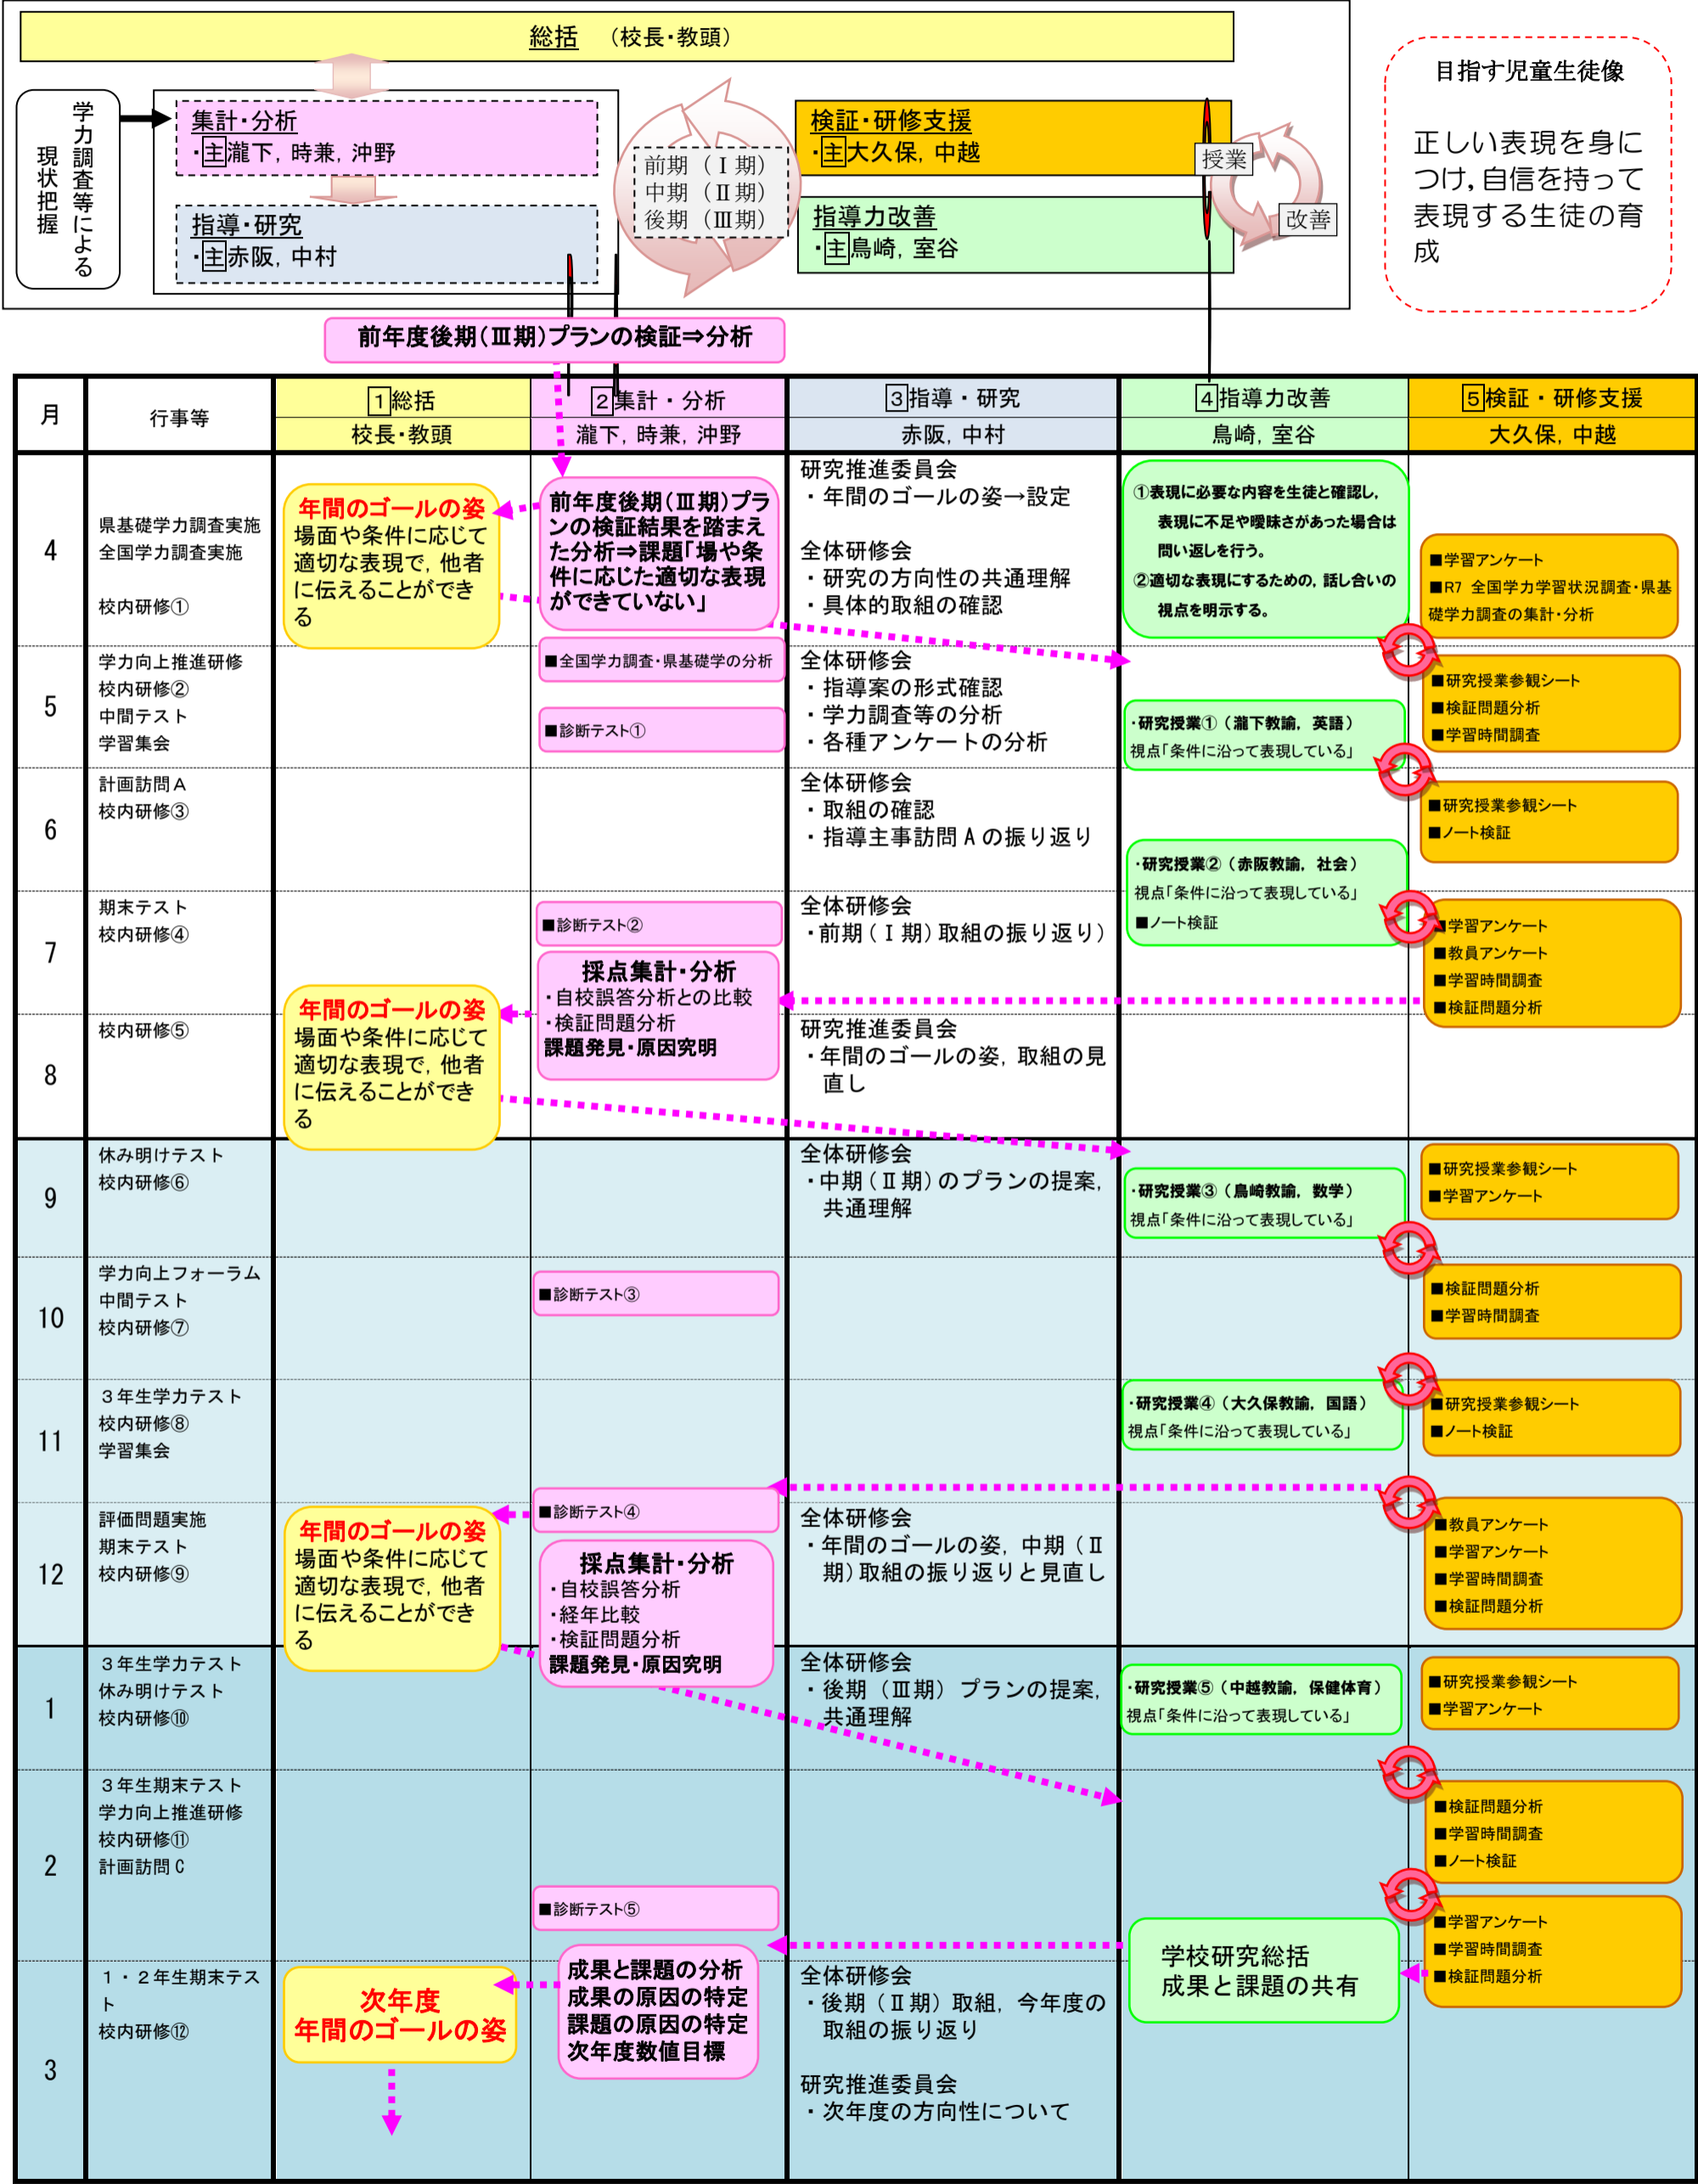 総括　（校長・教頭）
学力調査等による
現状把握
集計・分析
・主瀧下，時兼，沖野
指導・研究
・主赤阪，中村
前期（Ⅰ期）
中期（Ⅱ期）
後期（Ⅲ期）
検証・研修支援
・主大久保，中越
指導力改善
・主鳥崎，室谷
授業
改善
目指す児童生徒像
正しい表現を身に
つけ，自信を持って
表現する生徒の育
成
前年度後期（Ⅲ期）プランの検証⇒分析
月
行事等
1総括
校長・教頭
2集計・分析
瀧下，時兼，沖野
3指導・研究
赤阪，中村
4指導力改善
鳥崎，室谷
5検証・研修支援
大久保，中越
4
県基礎学力調査実施
全国学力調査実施
校内研修①
年間のゴールの姿
場面や条件に応じて
適切な表現で，他者
に伝えることができ
る
前年度後期（Ⅲ期）プラ
ンの検証結果を踏まえ
た分析⇒課題「場や条
件に応じた適切な表現
ができていない」
研究推進委員会
・年間のゴールの姿→設定
全体研修会
・研究の方向性の共通理解
・具体的取組の確認
①表現に必要な内容を生徒と確認し，
表現に不足や曖昧さがあった場合は
問い返しを行う。
②適切な表現にするための，話し合いの
視点を明示する。
■学習アンケート
■R7 全国学力学習状況調査・県基
礎学力調査の集計・分析
5
学力向上推進研修
校内研修②
中間テスト
学習集会
■全国学力調査・県基礎学の分析
■診断テスト①
全体研修会
・指導案の形式確認
・学力調査等の分析
・各種アンケートの分析
・研究授業①（瀧下教諭，英語）
視点「条件に沿って表現している」
■研究授業参観シート
■検証問題分析
■学習時間調査
6
計画訪問A
校内研修③
全体研修会
・取組の確認
・指導主事訪問Aの振り返り
・研究授業②（赤阪教諭，社会）
視点「条件に沿って表現している」
■ノート検証
■研究授業参観シート
■ノート検証
7
期末テスト
校内研修④
■診断テスト②
採点集計・分析
・自校誤答分析との比較
・検証問題分析
課題発見・原因究明
全体研修会
・前期（Ⅰ期）取組の振り返り）
■学習アンケート
■教員アンケート
■学習時間調査
■検証問題分析
8
校内研修⑤
年間のゴールの姿
場面や条件に応じて
適切な表現で，他者
に伝えることができ
る
研究推進委員会
・年間のゴールの姿，取組の見
直し
9
休み明けテスト
校内研修⑥
全体研修会
・中期（Ⅱ期）のプランの提案，
共通理解
・研究授業③（鳥崎教諭，数学）
視点「条件に沿って表現している」
■研究授業参観シート
■学習アンケート
10
学力向上フォーラム
中間テスト
校内研修⑦
■診断テスト③
■検証問題分析
■学習時間調査
11
３年生学力テスト
校内研修⑧
学習集会
・研究授業④（大久保教諭，国語）
視点「条件に沿って表現している」
■研究授業参観シート
■ノート検証
12
評価問題実施
期末テスト
校内研修⑨
年間のゴールの姿
場面や条件に応じて
適切な表現で，他者
に伝えることができ
る
■診断テスト④
採点集計・分析
・自校誤答分析
・経年比較
・検証問題分析
課題発見・原因究明
全体研修会
・年間のゴールの姿，中期（Ⅱ
期）取組の振り返りと見直し
■教員アンケート
■学習アンケート
■学習時間調査
■検証問題分析
1
３年生学力テスト
休み明けテスト
校内研修⑩
全体研修会
・後期（Ⅲ期）プランの提案，
共通理解
・研究授業⑤（中越教諭，保健体育）
視点「条件に沿って表現している」
■研究授業参観シート
■学習アンケート
2
３年生期末テスト
学力向上推進研修
校内研修⑪
計画訪問C
■診断テスト⑤
■検証問題分析
■学習時間調査
■ノート検証
学校研究総括
成果と課題の共有
■学習アンケート
■学習時間調査
■検証問題分析
3
１・２年生期末テス
ト
校内研修⑫
次年度
年間のゴールの姿
成果と課題の分析
成果の原因の特定
課題の原因の特定
次年度数値目標
全体研修会
・後期（Ⅱ期）取組，今年度の
取組の振り返り
研究推進委員会
・次年度の方向性について